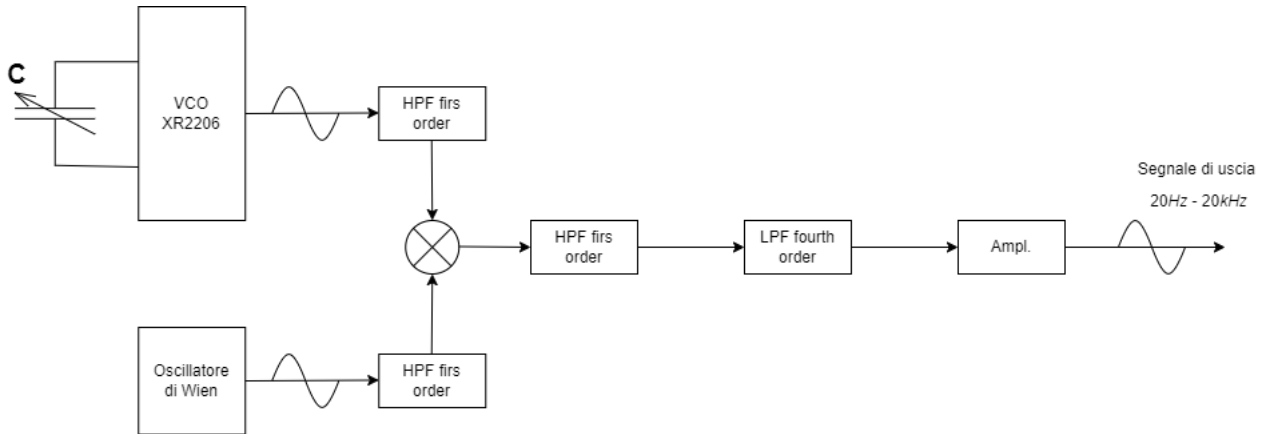 C
VCO
XR2206
HPF firs
order
Segnale di uscia
20Hz - 20kHz
HPF firs
order
LPF fourth
order
Ampl.
Oscillatore
di Wien
HPF firs
order